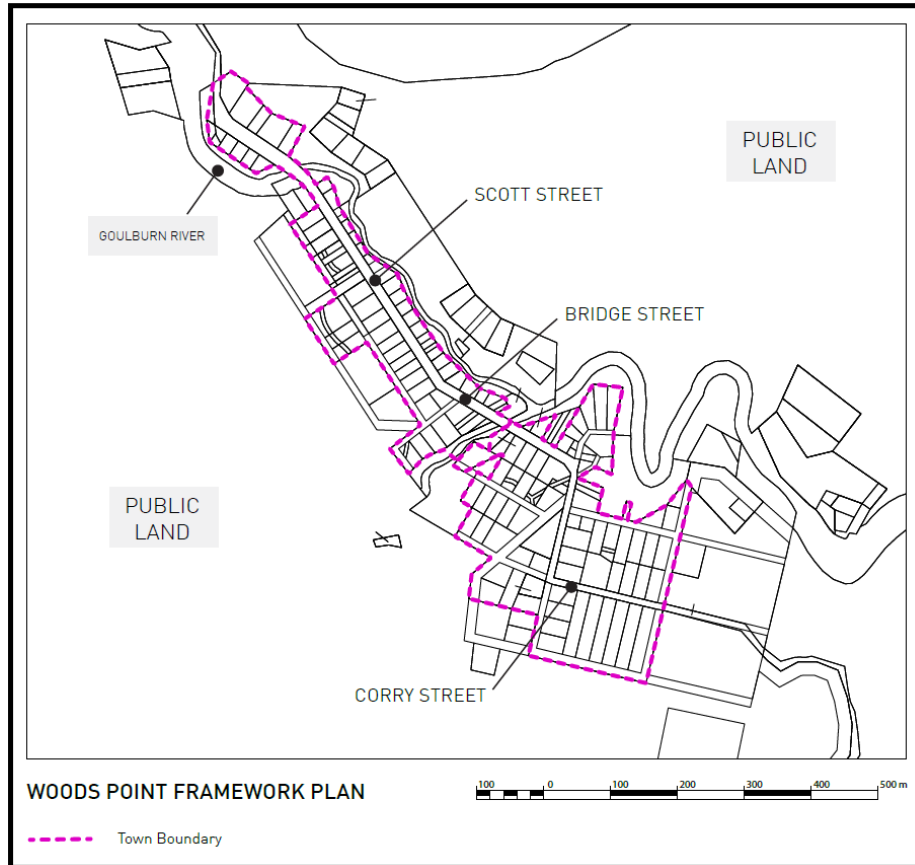 PUBLIC
LAND
SCOTT STREET
GOULBURN RIVER
BRIDGE STREET
PUBLIC
LAND
CORRY STREET
WOODS POINT FRAMEWORK PLAN
100 0 100 200 300 400 500 m
Town Boundary